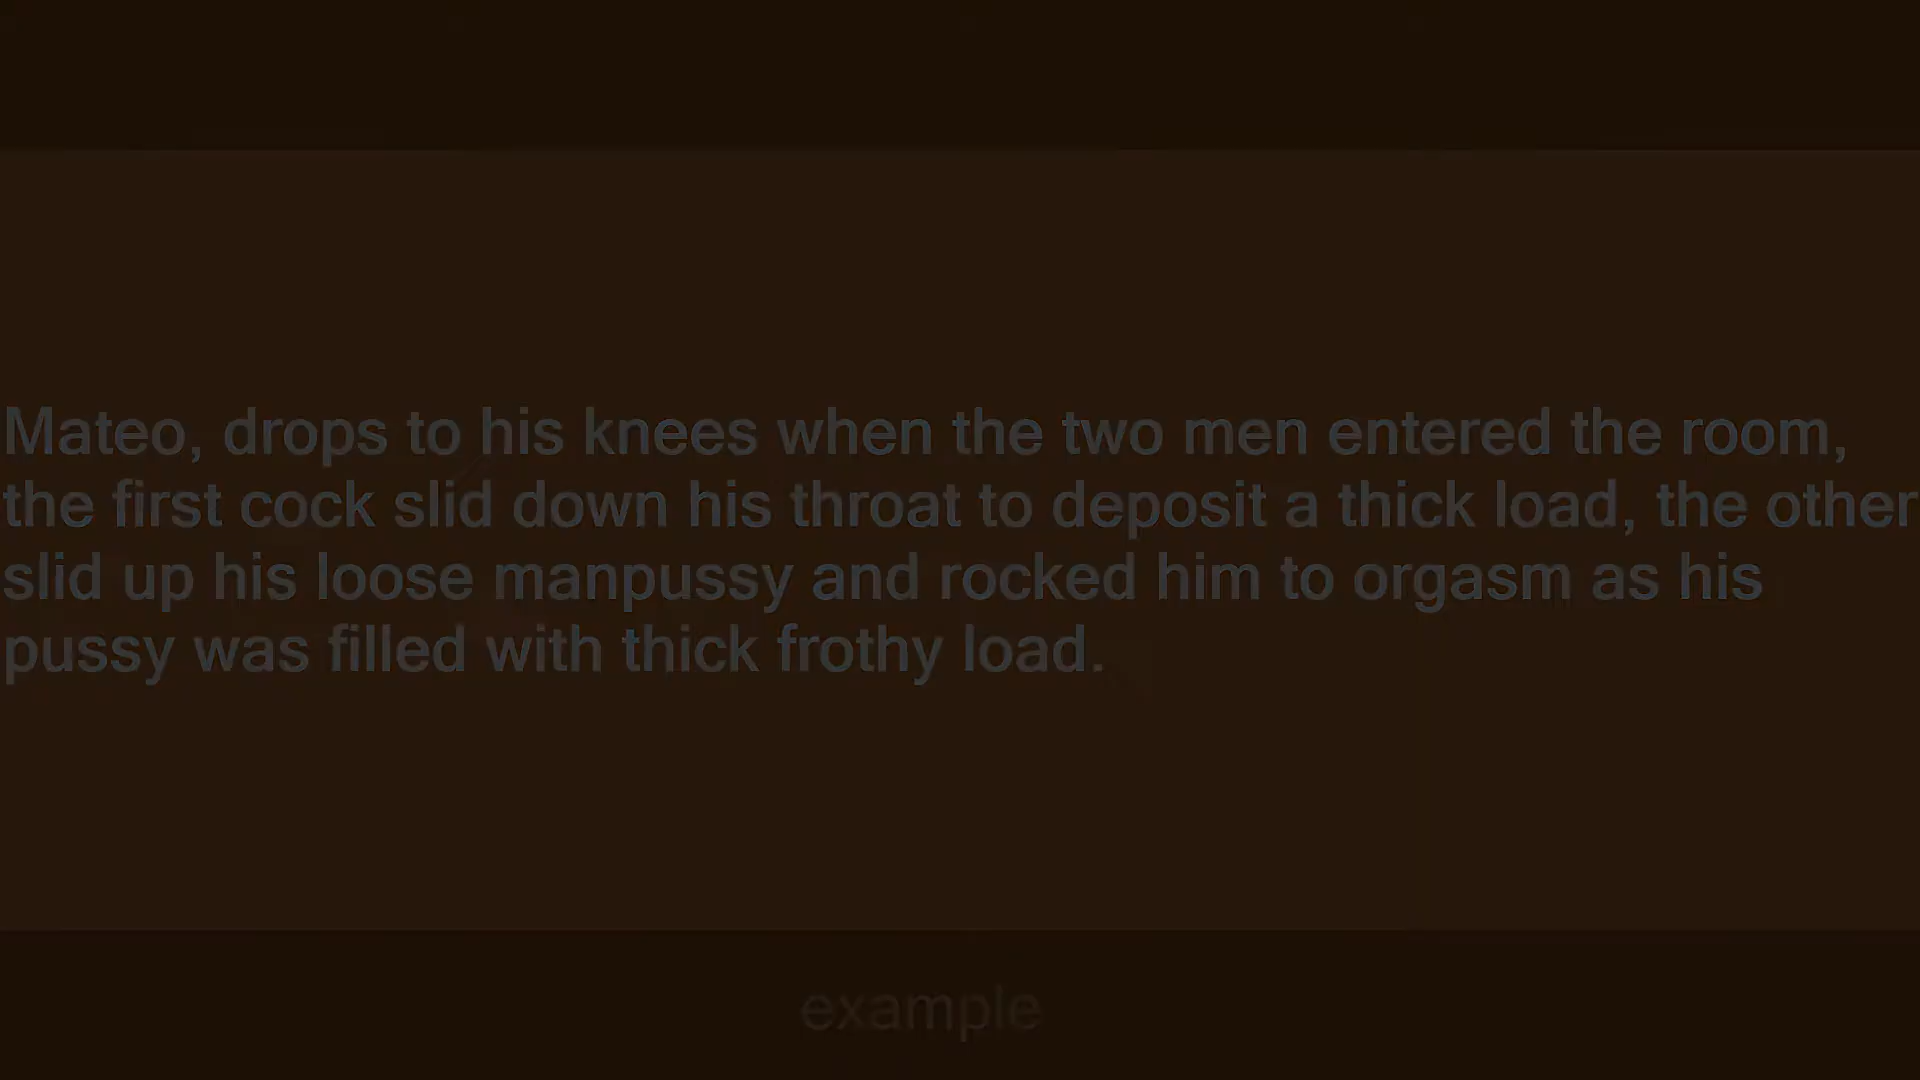 Mateo, drops to his knees when the two men entered the room,
the first cock slid down his throat to deposit a thick load, the other
slid up his loose manpussy and rocked him to orgasm as his
pussy was filled with thick frothy load.
example